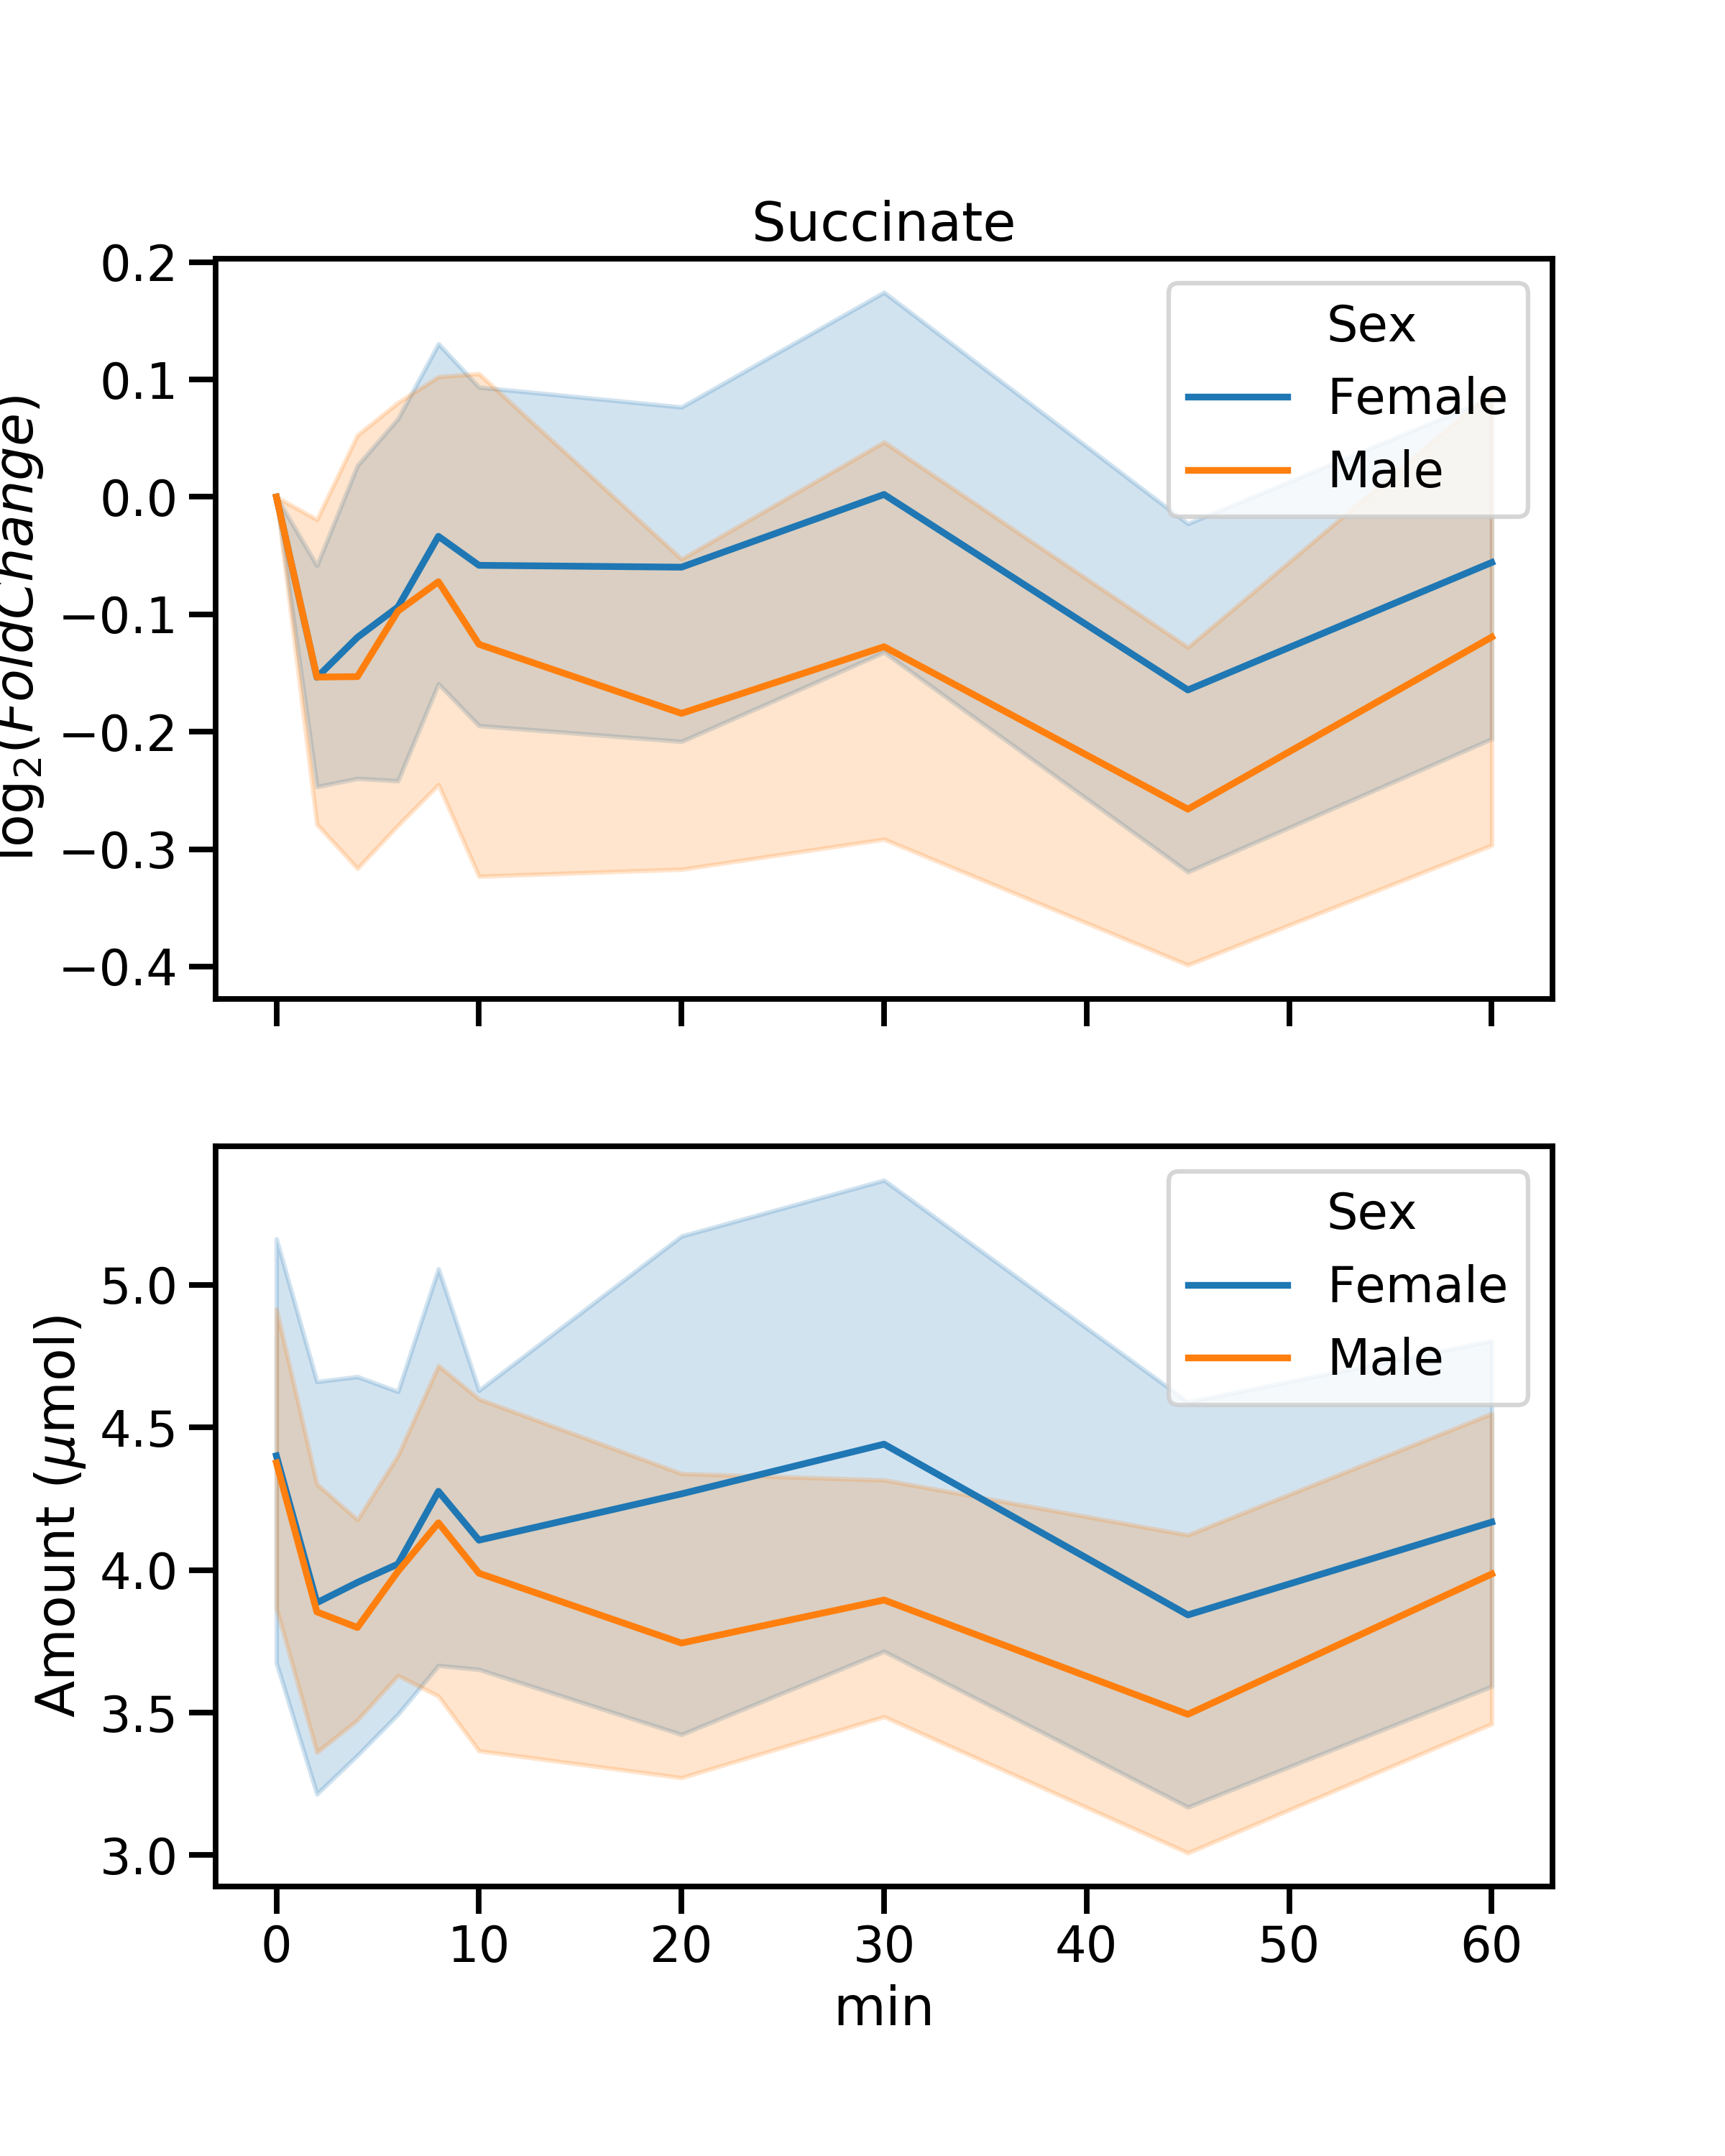 Succinate
log₂(FoldChange)
0.2
0.1
0.0
−0.1
−0.2
−0.3
−0.4
Sex
Female
Male
Amount (μmol)
5.0
4.5
4.0
3.5
3.0
Sex
Female
Male
0 10 20 30 40 50 60
min